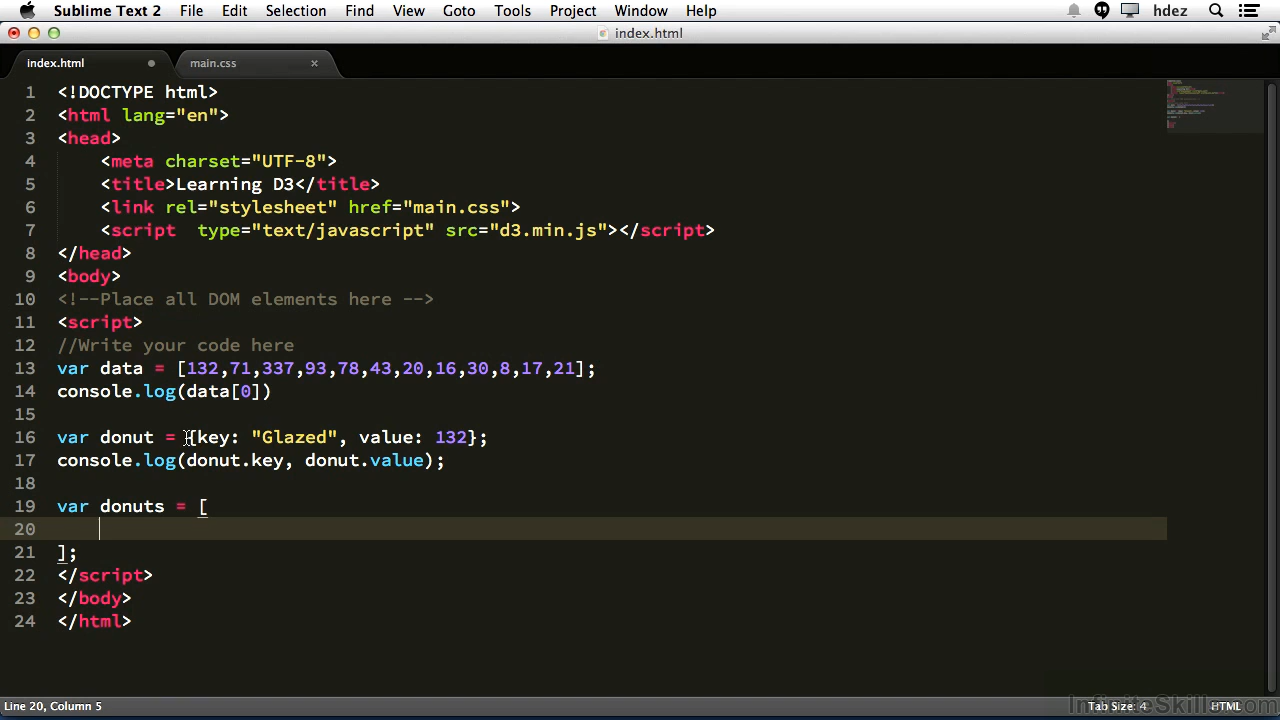 Sublime Text 2 File Edit Selection Find View Goto Tools Project Window Help hdez
index.html
index.html main.css ×
1 <!DOCTYPE html>
2 <html lang="en">
3 <head>
4 <meta charset="UTF-8">
5 <title>Learning D3</title>
6 <link rel="stylesheet" href="main.css">
7 <script  type="text/javascript" src="d3.min.js"></script>
8 </head>
9 <body>
10 <!--Place all DOM elements here -->
11 <script>
12 //Write your code here
13 var data = [132,71,337,93,78,43,20,16,30,8,17,21];
14 console.log(data[0])
15
16 var donut = {key: "Glazed", value: 132};
17 console.log(donut.key, donut.value);
18
19 var donuts = [
20
21 ];
22 </script>
23 </body>
24 </html>
Line 20, Column 5 Tab Size: 4 HTML
InfiniteSkills.com